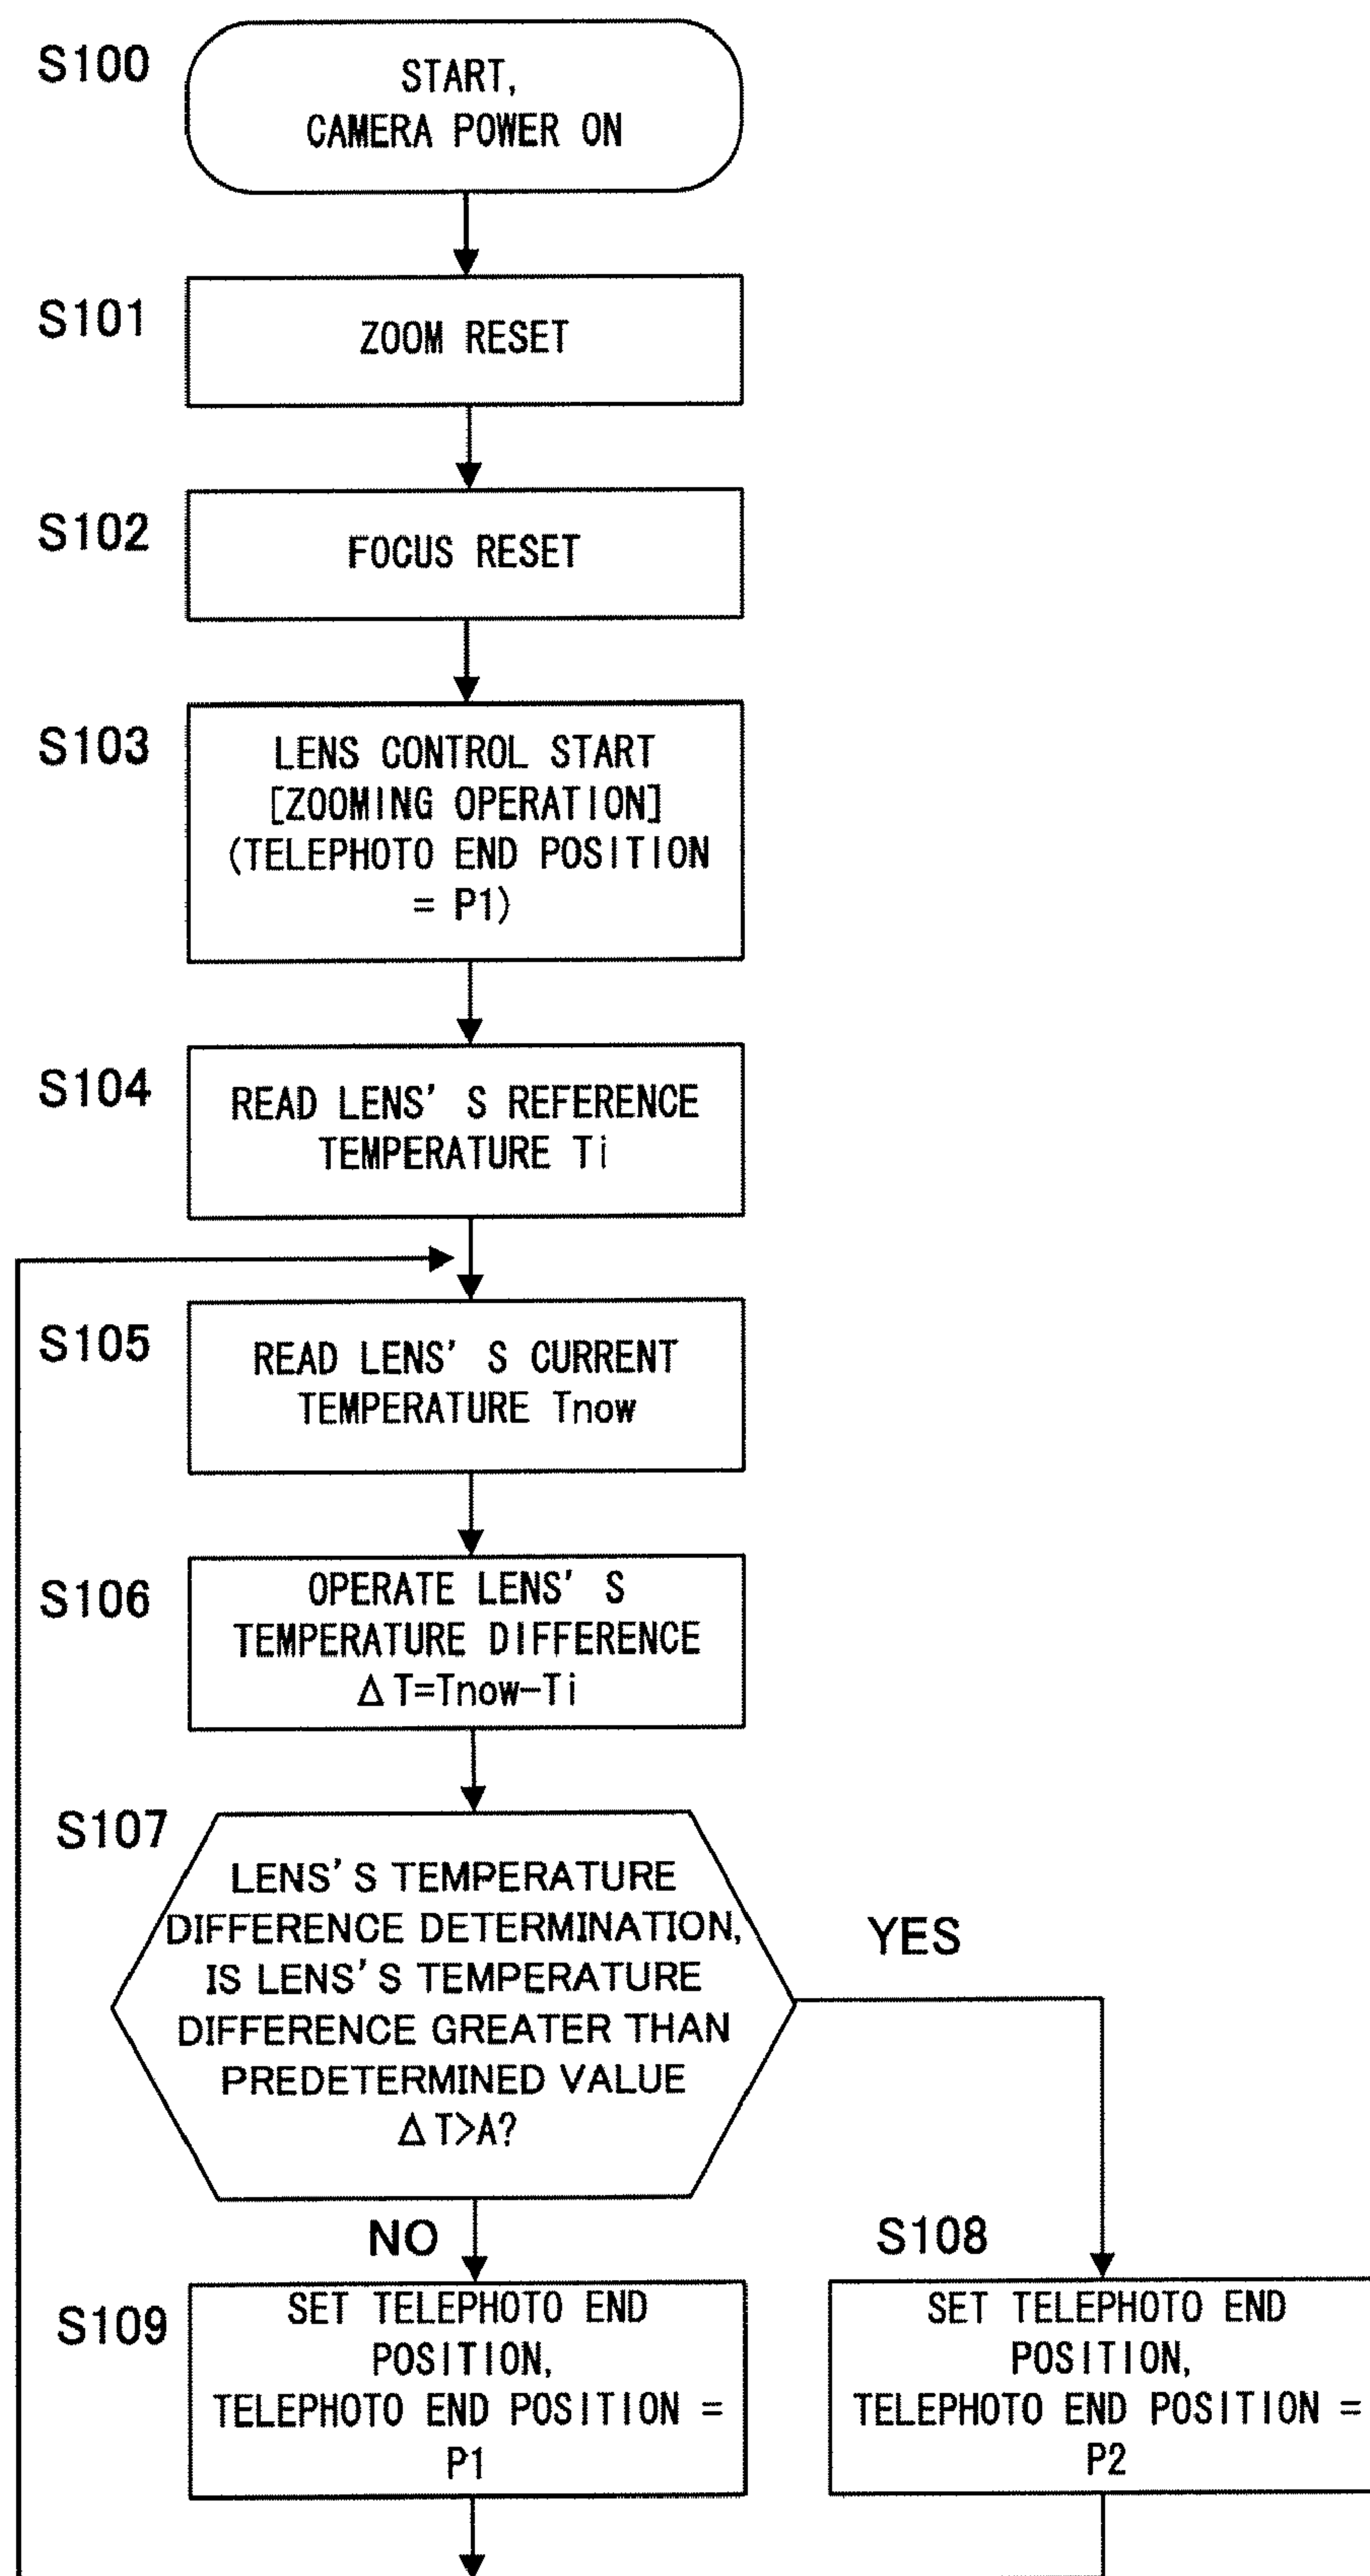 S100
START,
CAMERA POWER ON
S101
ZOOM RESET
S102
FOCUS RESET
S103
LENS CONTROL START
[ZOOMING OPERATION]
(TELEPHOTO END POSITION
= P1)
S104
READ LENS'S REFERENCE
TEMPERATURE Ti
S105
READ LENS'S CURRENT
TEMPERATURE Tnow
S106
OPERATE LENS'S
TEMPERATURE DIFFERENCE
ΔT=Tnow-Ti
S107
LENS'S TEMPERATURE
DIFFERENCE DETERMINATION,
IS LENS'S TEMPERATURE
DIFFERENCE GREATER THAN
PREDETERMINED VALUE
ΔT>A?
YES
NO
S109
SET TELEPHOTO END
POSITION,
TELEPHOTO END POSITION =
P1
S108
SET TELEPHOTO END
POSITION,
TELEPHOTO END POSITION =
P2